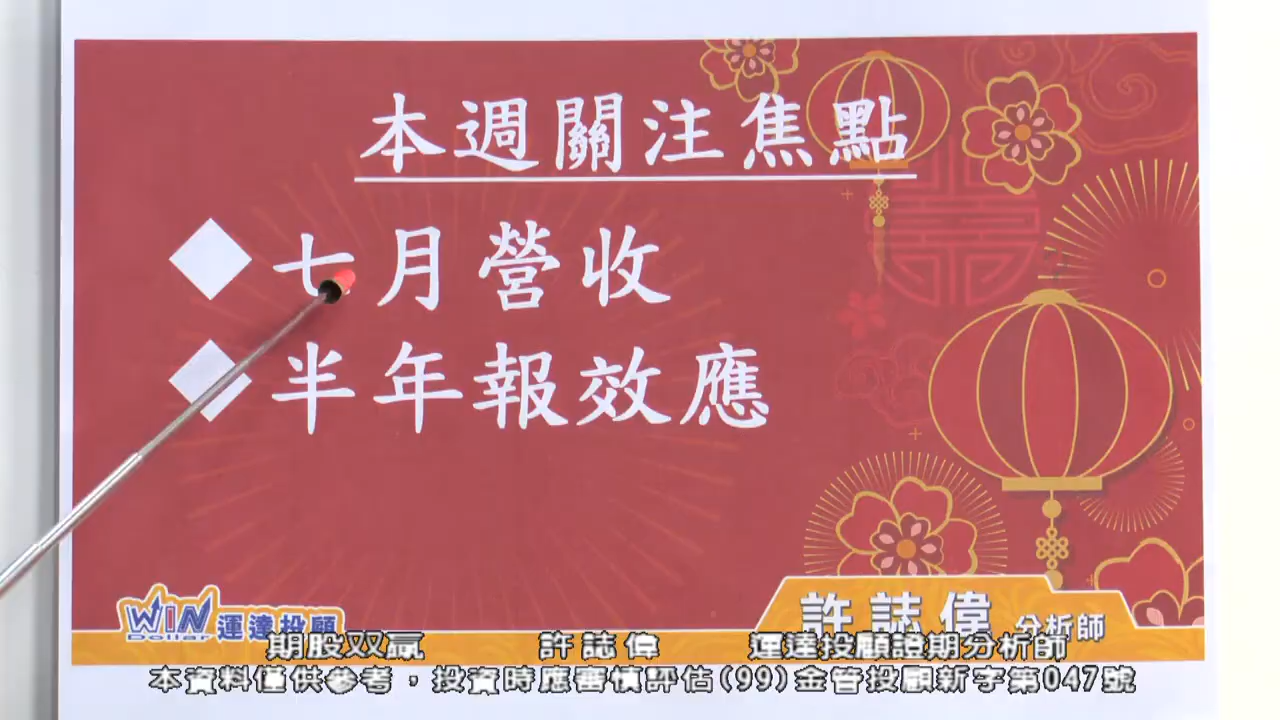 本週關注焦點
七月營收
半年報效應
WIN Dollar 運達投顧
許誌偉 分析師
期股双贏 許誌偉 運達投顧證期分析師
本資料僅供參考，投資時應審慎評估(99)金管投顧新字第047號